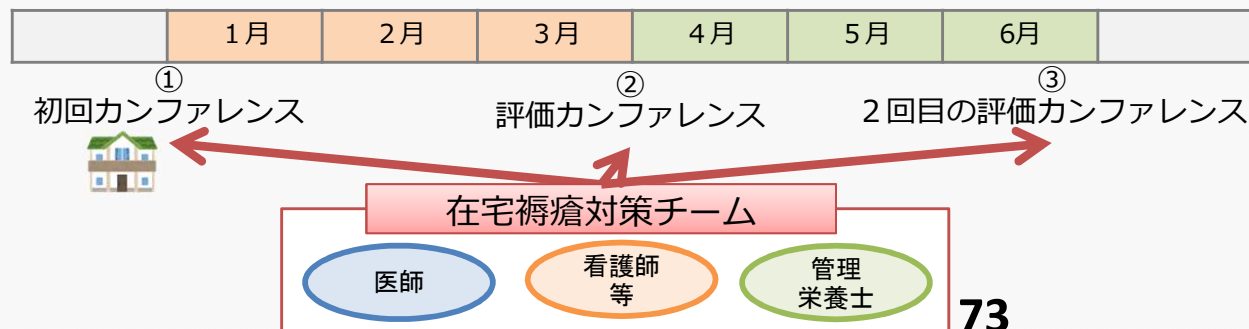 1月 2月 3月 4月 5月 6月
①
初回カンファレンス
②
評価カンファレンス
③
2回目の評価カンファレンス
在宅褥瘡対策チーム
医師
看護師
等
管理
栄養士
73